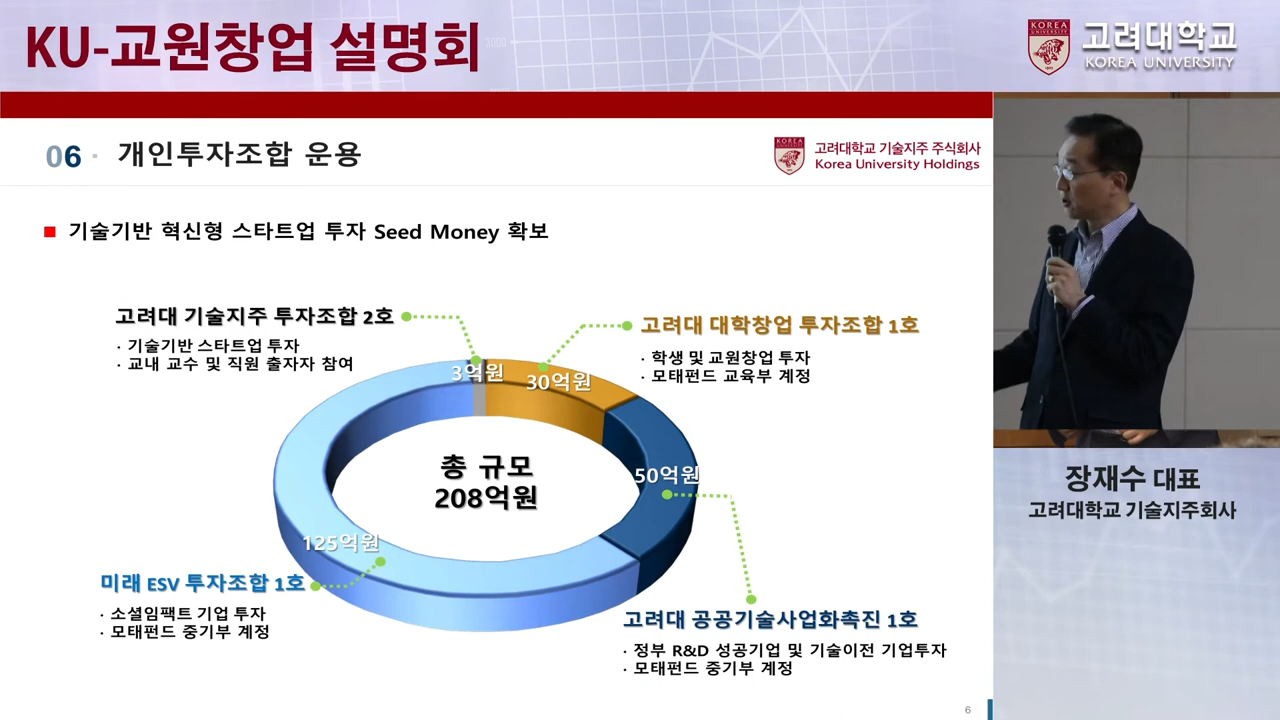 KU-교원창업 설명회
KOREA UNIVERSITY
고려대학교
KOREA UNIVERSITY
06 · 개인투자조합 운용
KOREA UNIVERSITY
고려대학교 기술지주 주식회사
Korea University Holdings
■ 기술기반 혁신형 스타트업 투자 Seed Money 확보
고려대 기술지주 투자조합 2호
· 기술기반 스타트업 투자
· 교내 교수 및 직원 출자자 참여
고려대 대학창업 투자조합 1호
· 학생 및 교원창업 투자
· 모태펀드 교육부 계정
3억원
30억원
총 규모
208억원
50억원
125억원
미래 ESV 투자조합 1호
· 소셜임팩트 기업 투자
· 모태펀드 중기부 계정
고려대 공공기술사업화촉진 1호
· 정부 R&D 성공기업 및 기술이전 기업투자
· 모태펀드 중기부 계정
6
장재수 대표
고려대학교 기술지주회사